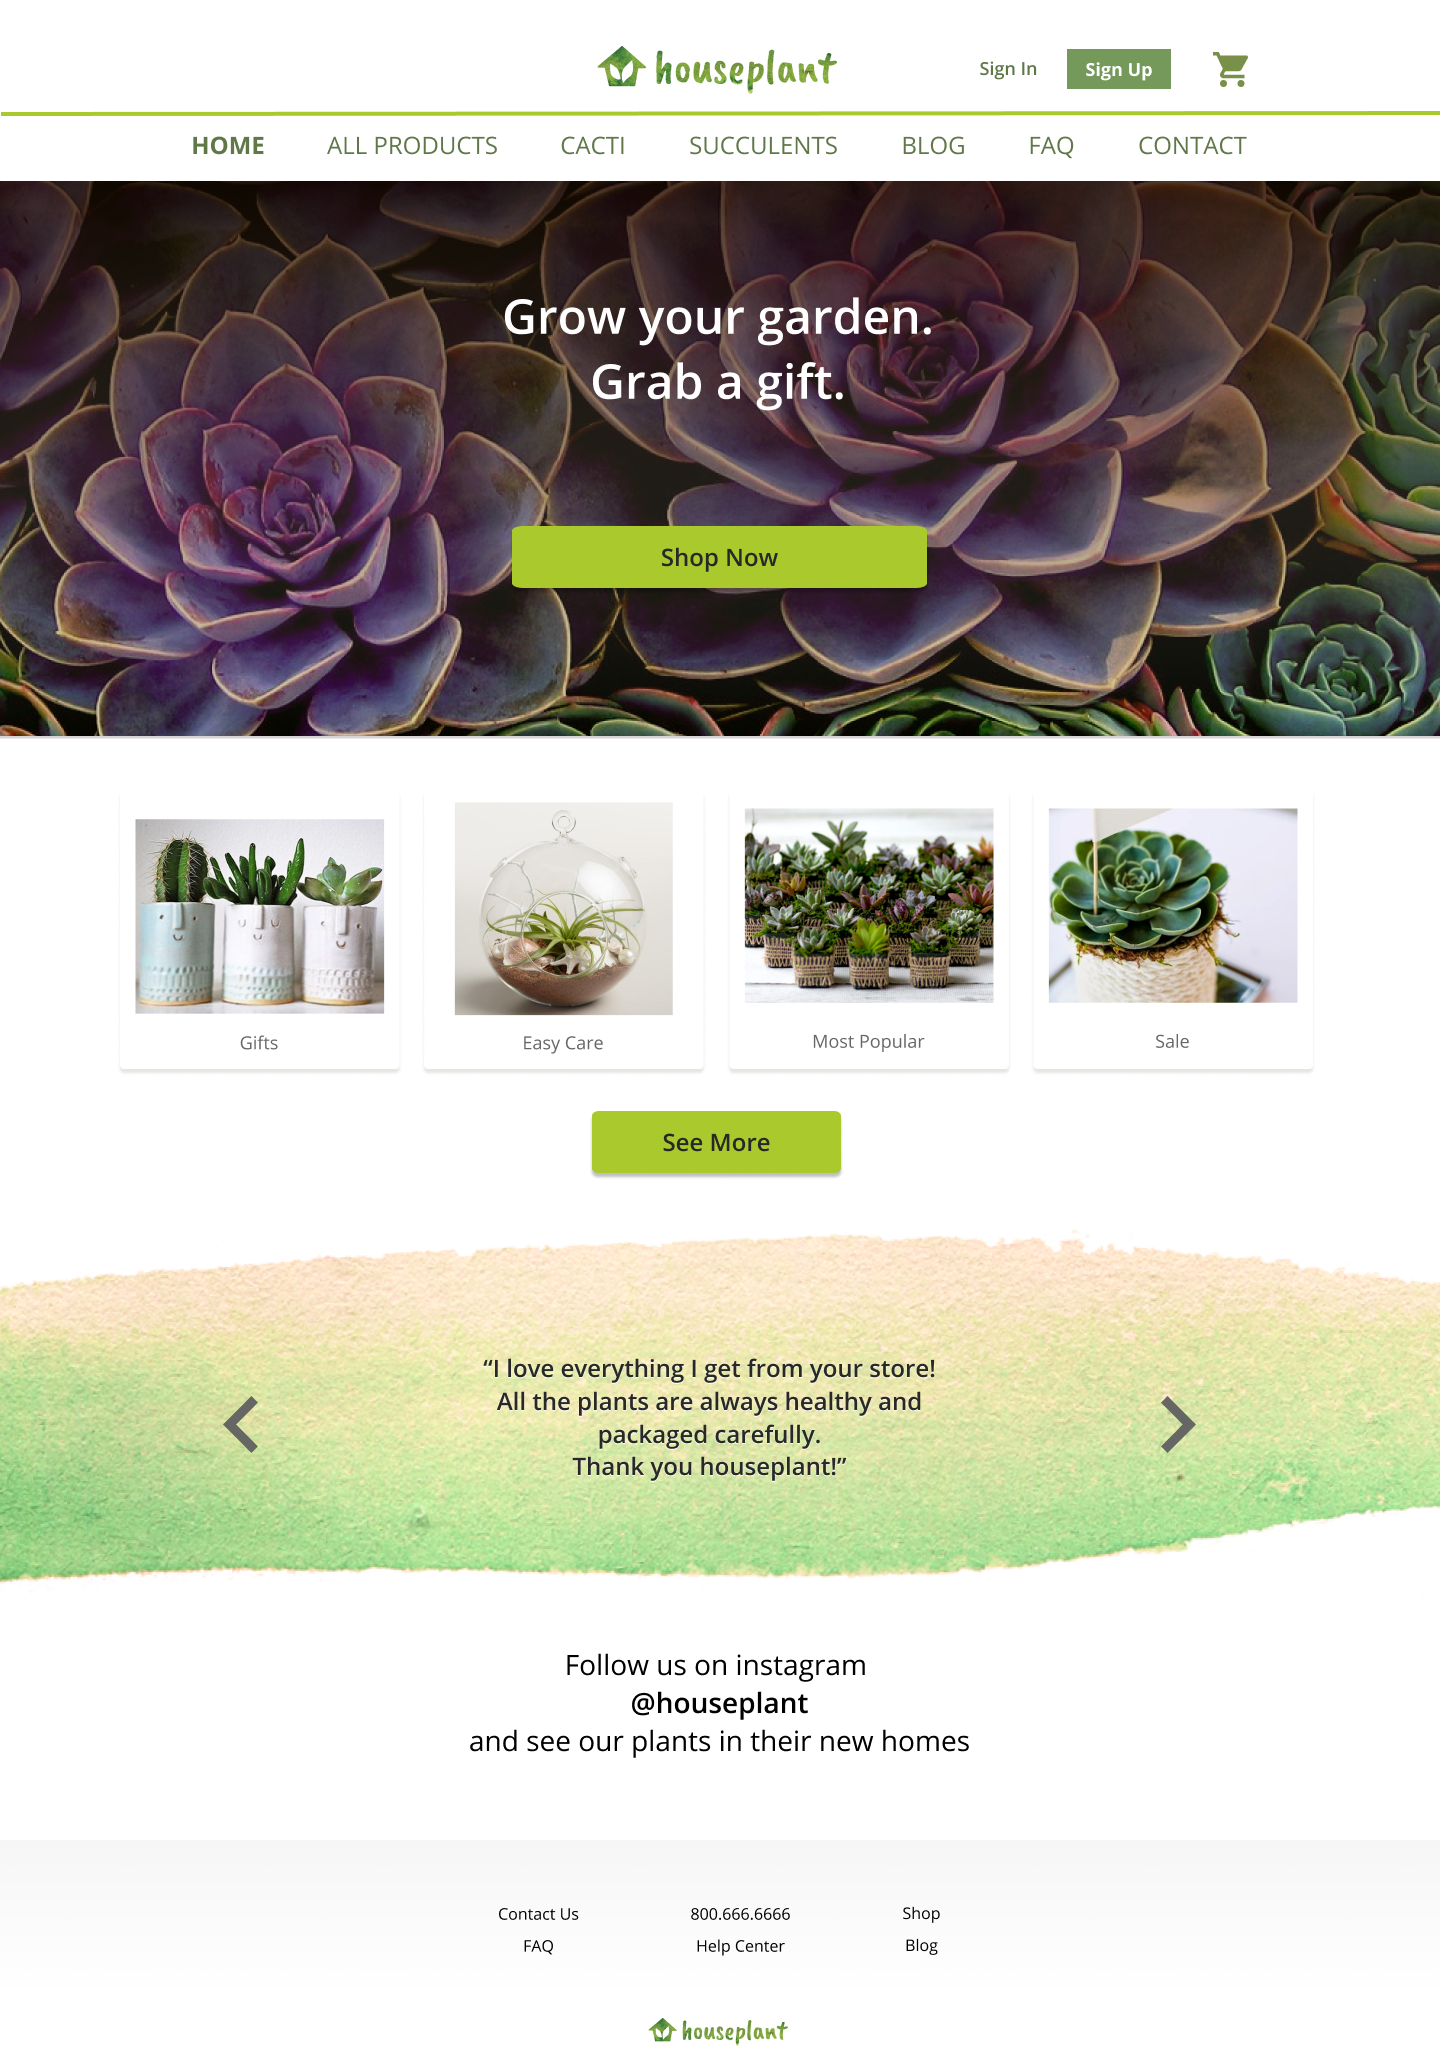 houseplant
Sign In
Sign Up
HOME
ALL PRODUCTS
CACTI
SUCCULENTS
BLOG
FAQ
CONTACT
Grow your garden.
Grab a gift.
Shop Now
Gifts
Easy Care
Most Popular
Sale
See More
“I love everything I get from your store!
All the plants are always healthy and
packaged carefully.
Thank you houseplant!”
Follow us on instagram
@houseplant
and see our plants in their new homes
Contact Us
800.666.6666
Shop
FAQ
Help Center
Blog
houseplant